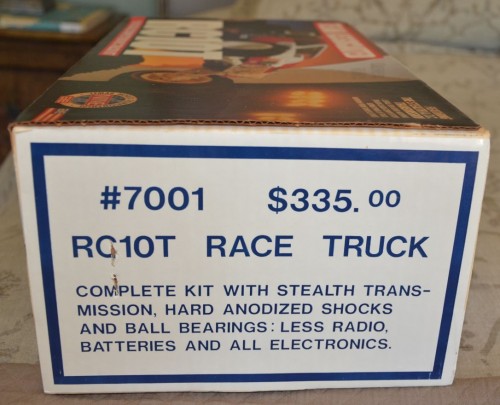 #7001 $335.00
RC10T RACE TRUCK
COMPLETE KIT WITH STEALTH TRANS-
MISSION, HARD ANODIZED SHOCKS
AND BALL BEARINGS: LESS RADIO,
BATTERIES AND ALL ELECTRONICS.